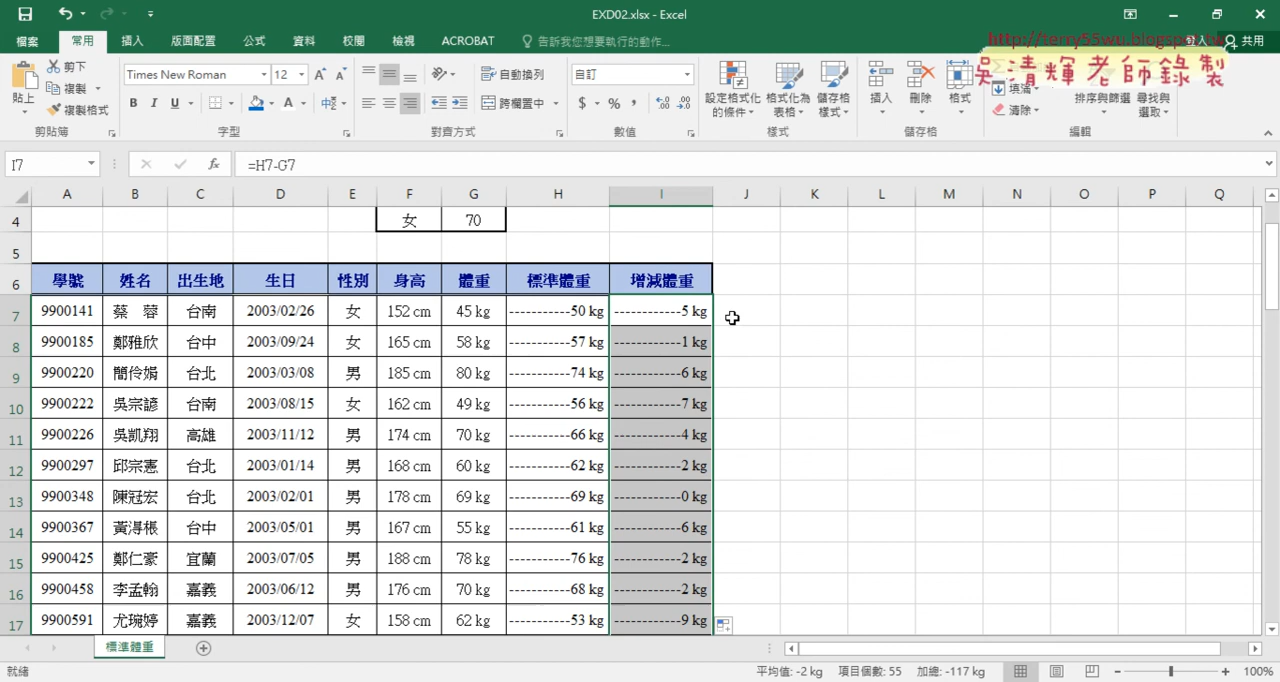 EXD02.xlsx - Excel
檔案 常用 插入 版面配置 公式 資料 校閱 檢視 ACROBAT 告訴我您想要執行的動作... 登入 共用
http://terry55wu.blogspot.tw
吳清輝老師錄製
貼上 剪下 複製 複製格式 剪貼簿
Times New Roman 12 字型
B I U A 中
自動換列 跨欄置中 對齊方式
自訂 $ % , 數值
設定格式化的條件 格式化為表格 儲存格樣式 樣式
插入 刪除 格式 儲存格
填滿 清除 排序與篩選 尋找與選取 編輯
I7 fx =H7-G7
A B C D E F G H I J K L M N O P Q
4 女 70
5
6 學號 姓名 出生地 生日 性別 身高 體重 標準體重 增減體重
7 9900141 蔡 蓉 台南 2003/02/26 女 152 cm 45 kg -----------50 kg ------------5 kg
8 9900185 鄭雅欣 台中 2003/09/24 女 165 cm 58 kg -----------57 kg ------------1 kg
9 9900220 簡伶娟 台北 2003/03/08 男 185 cm 80 kg -----------74 kg ------------6 kg
10 9900222 吳宗諺 台南 2003/08/15 女 162 cm 49 kg -----------56 kg ------------7 kg
11 9900226 吳凱翔 高雄 2003/11/12 男 174 cm 70 kg -----------66 kg ------------4 kg
12 9900297 邱宗憲 台北 2003/01/14 男 168 cm 60 kg -----------62 kg ------------2 kg
13 9900348 陳冠宏 台北 2003/02/01 男 178 cm 69 kg -----------69 kg ------------0 kg
14 9900367 黃潯棖 台中 2003/05/01 男 167 cm 55 kg -----------61 kg ------------6 kg
15 9900425 鄭仁豪 宜蘭 2003/07/05 男 188 cm 78 kg -----------76 kg ------------2 kg
16 9900458 李孟翰 嘉義 2003/06/12 男 176 cm 70 kg -----------68 kg ------------2 kg
17 9900591 尤琬婷 嘉義 2003/12/07 女 158 cm 62 kg -----------53 kg ------------9 kg
標準體重
就緒 平均值: -2 kg 項目個數: 55 加總: -117 kg 100%